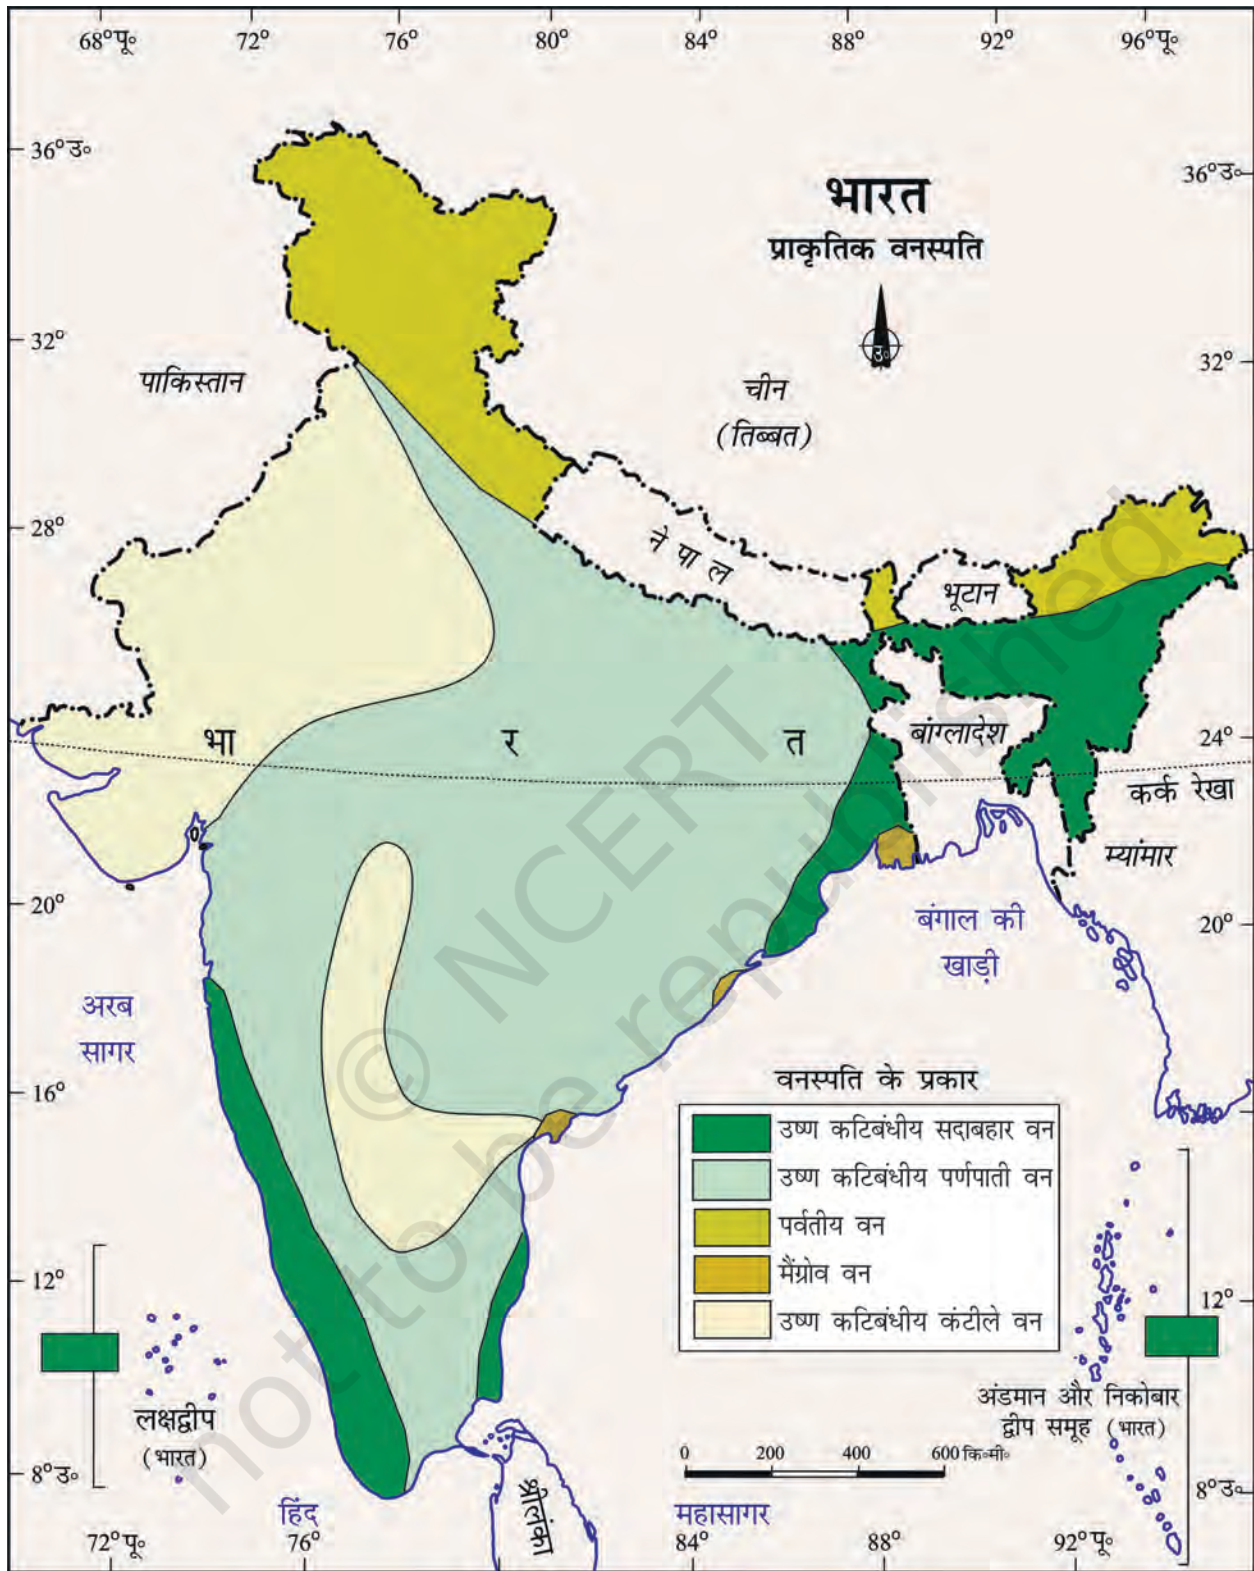 68°पू॰ 72° 76° 80° 84° 88° 92° 96°पू॰
36°उ॰ 36°उ॰
भारत
प्राकृतिक वनस्पति
उ॰
32° 32°
पाकिस्तान
चीन
(तिब्बत)
28°
ने पा ल
भूटान
भा र त
बांग्लादेश
24°
कर्क रेखा
म्यांमार
20° 20°
बंगाल की
खाड़ी
अरब
सागर
16°
वनस्पति के प्रकार
उष्ण कटिबंधीय सदाबहार वन
उष्ण कटिबंधीय पर्णपाती वन
पर्वतीय वन
मैंग्रोव वन
उष्ण कटिबंधीय कंटीले वन
12° 12°
लक्षद्वीप
(भारत)
अंडमान और निकोबार
द्वीप समूह (भारत)
0 200 400 600 कि॰मी॰
8°उ॰ 8°उ॰
श्रीलंका
हिंद महासागर
72°पू॰ 76° 84° 88° 92°पू॰
© NCERT
not to be republished